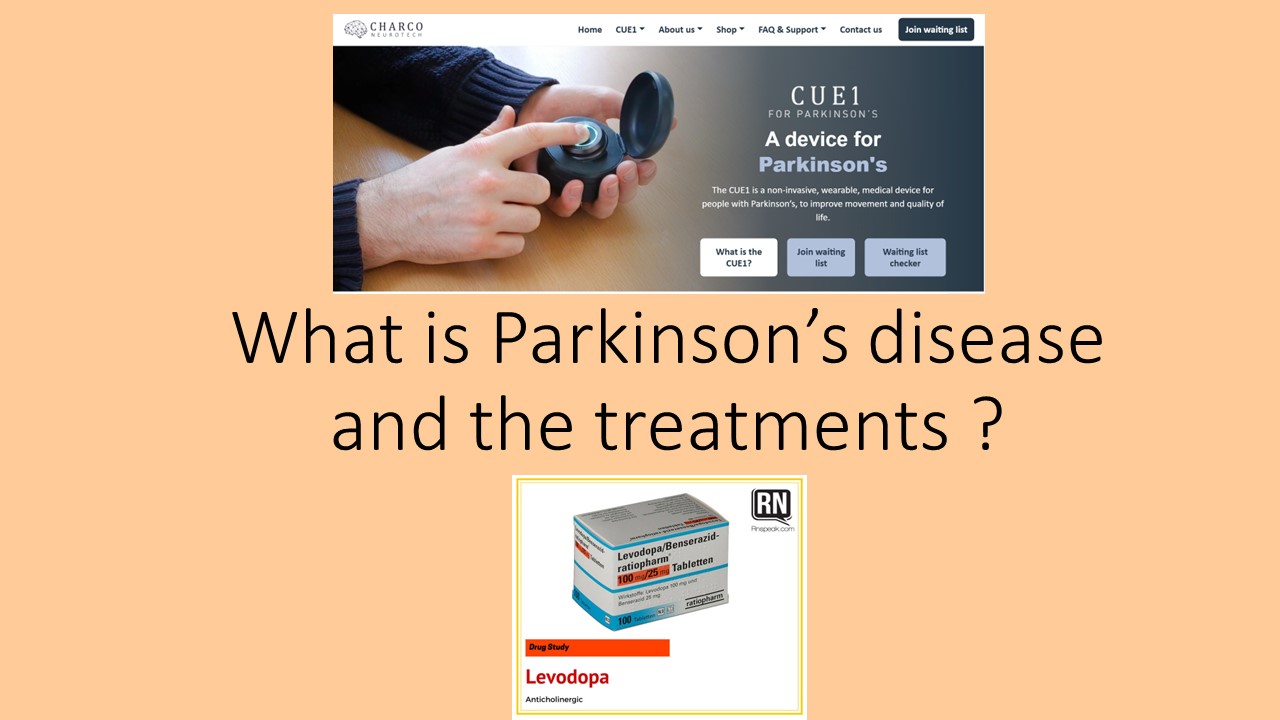 CHARCO
NEUROTECH
Home CUE1 About us Shop FAQ & Support Contact us Join waiting list
CUE1
FOR PARKINSON'S
A device for
Parkinson's
The CUE1 is a non-invasive, wearable, medical device for
people with Parkinson's, to improve movement and quality of
life.
What is the
CUE1?
Join waiting
list
Waiting list
checker
What is Parkinson’s disease
and the treatments ?
RN
Rnspeak.com
Levodopa/Benserazid-
ratiopharm®
100 mg/25 mg Tabletten
Wirkstoffe: Levodopa 100 mg und
Benserazid 25 mg
100 Tabletten N3
ratiopharm
Drug Study
Levodopa
Anticholinergic